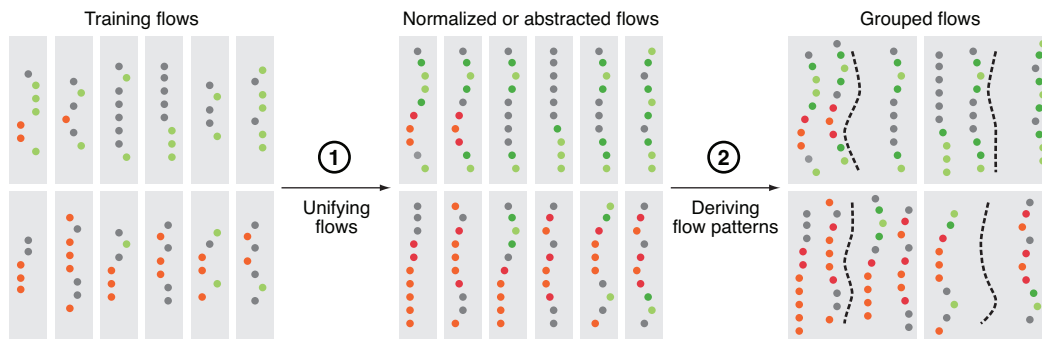 Training flows
Normalized or abstracted flows
Grouped flows
1
Unifying
flows
2
Deriving
flow patterns